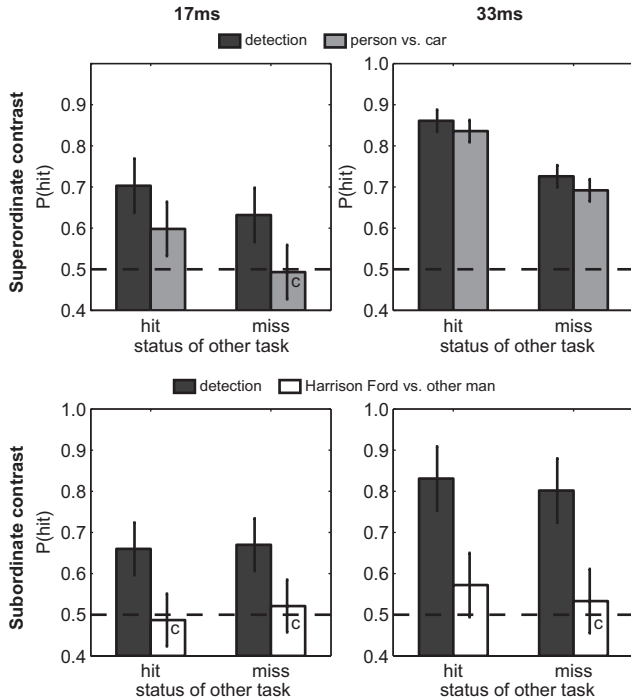 17ms 33ms
detection person vs. car
Superordinate contrast
P(hit)
0.9
0.8
0.7
0.6
0.5
0.4
c
hit miss
status of other task
P(hit)
1.0
0.9
0.8
0.7
0.6
0.5
0.4
hit miss
status of other task
detection Harrison Ford vs. other man
Subordinate contrast
P(hit)
1.0
0.9
0.8
0.7
0.6
0.5
0.4
c
c
hit miss
status of other task
1.0
0.9
0.8
0.7
0.6
0.5
0.4
c
hit miss
status of other task